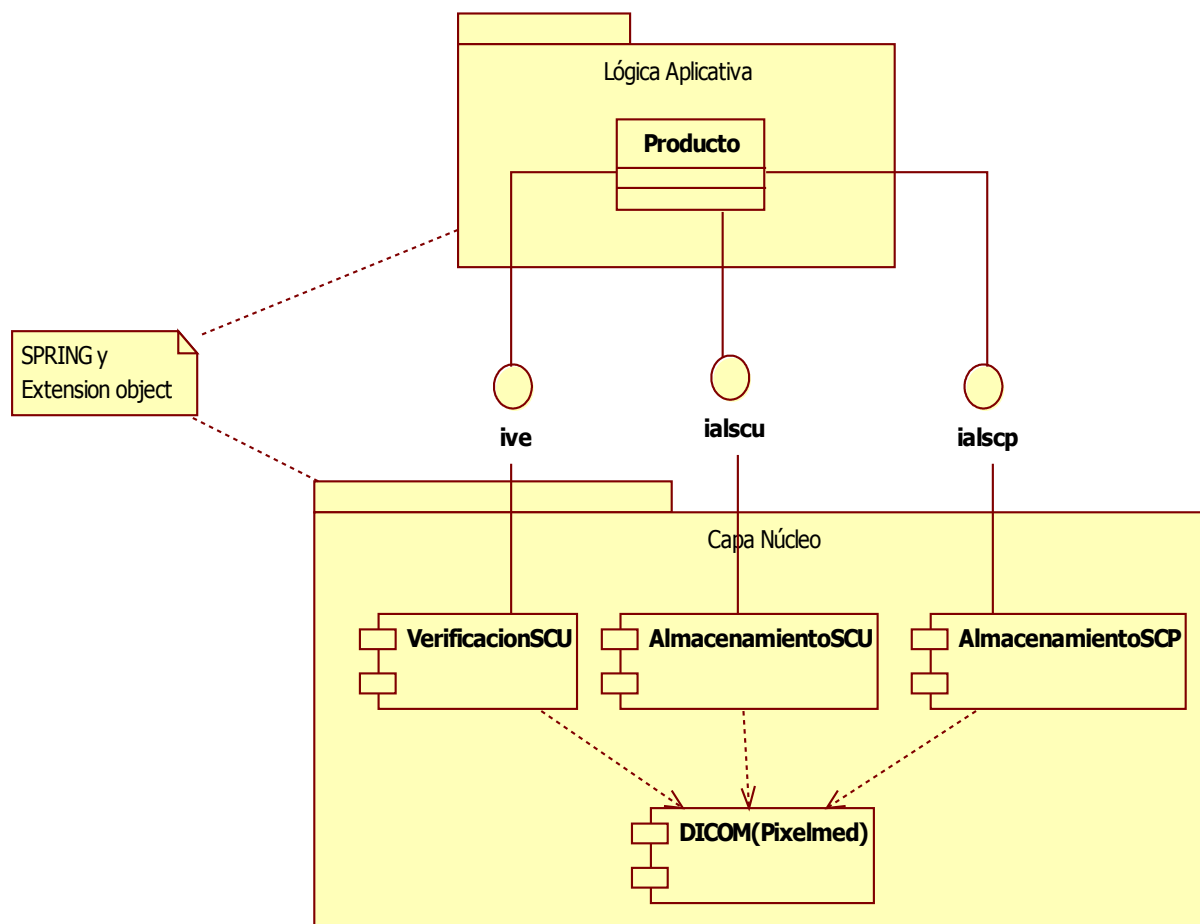 Lógica Aplicativa
Producto
SPRING y
Extension object
ive
ialscu
ialscp
Capa Núcleo
VerificacionSCU
AlmacenamientoSCU
AlmacenamientoSCP
DICOM(Pixelmed)